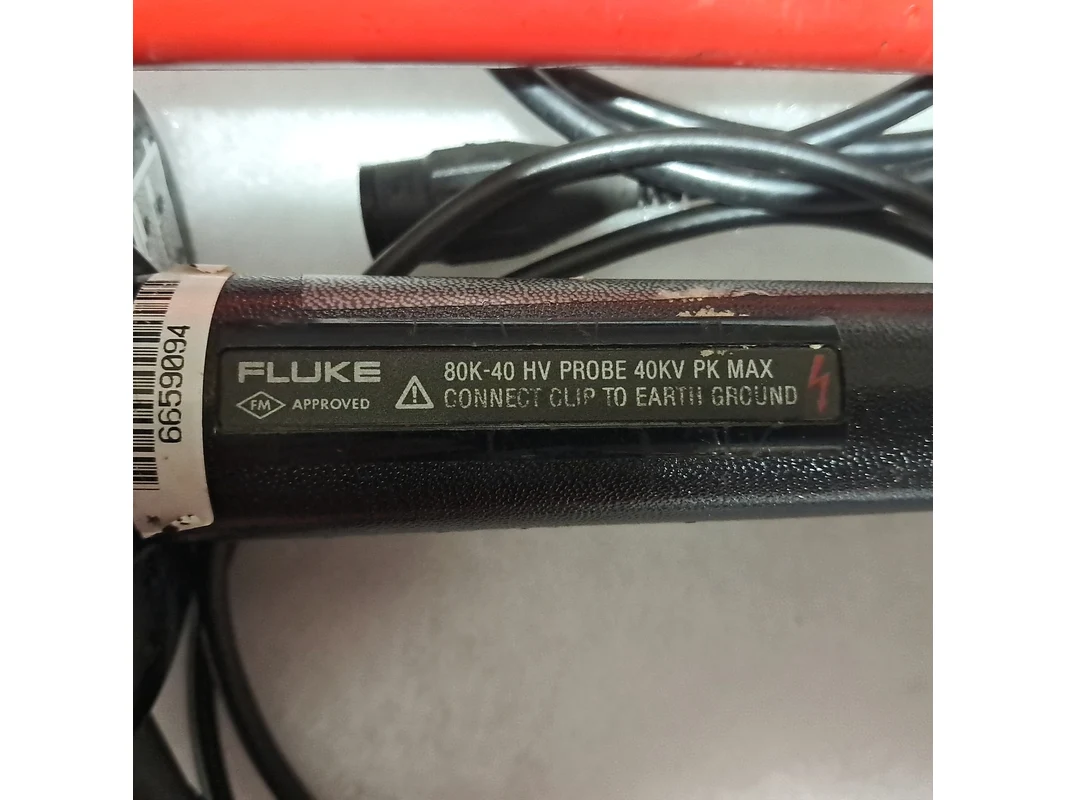 FLUKE
FM APPROVED
80K-40 HV PROBE 40KV PK MAX
CONNECT CLIP TO EARTH GROUND
6659094